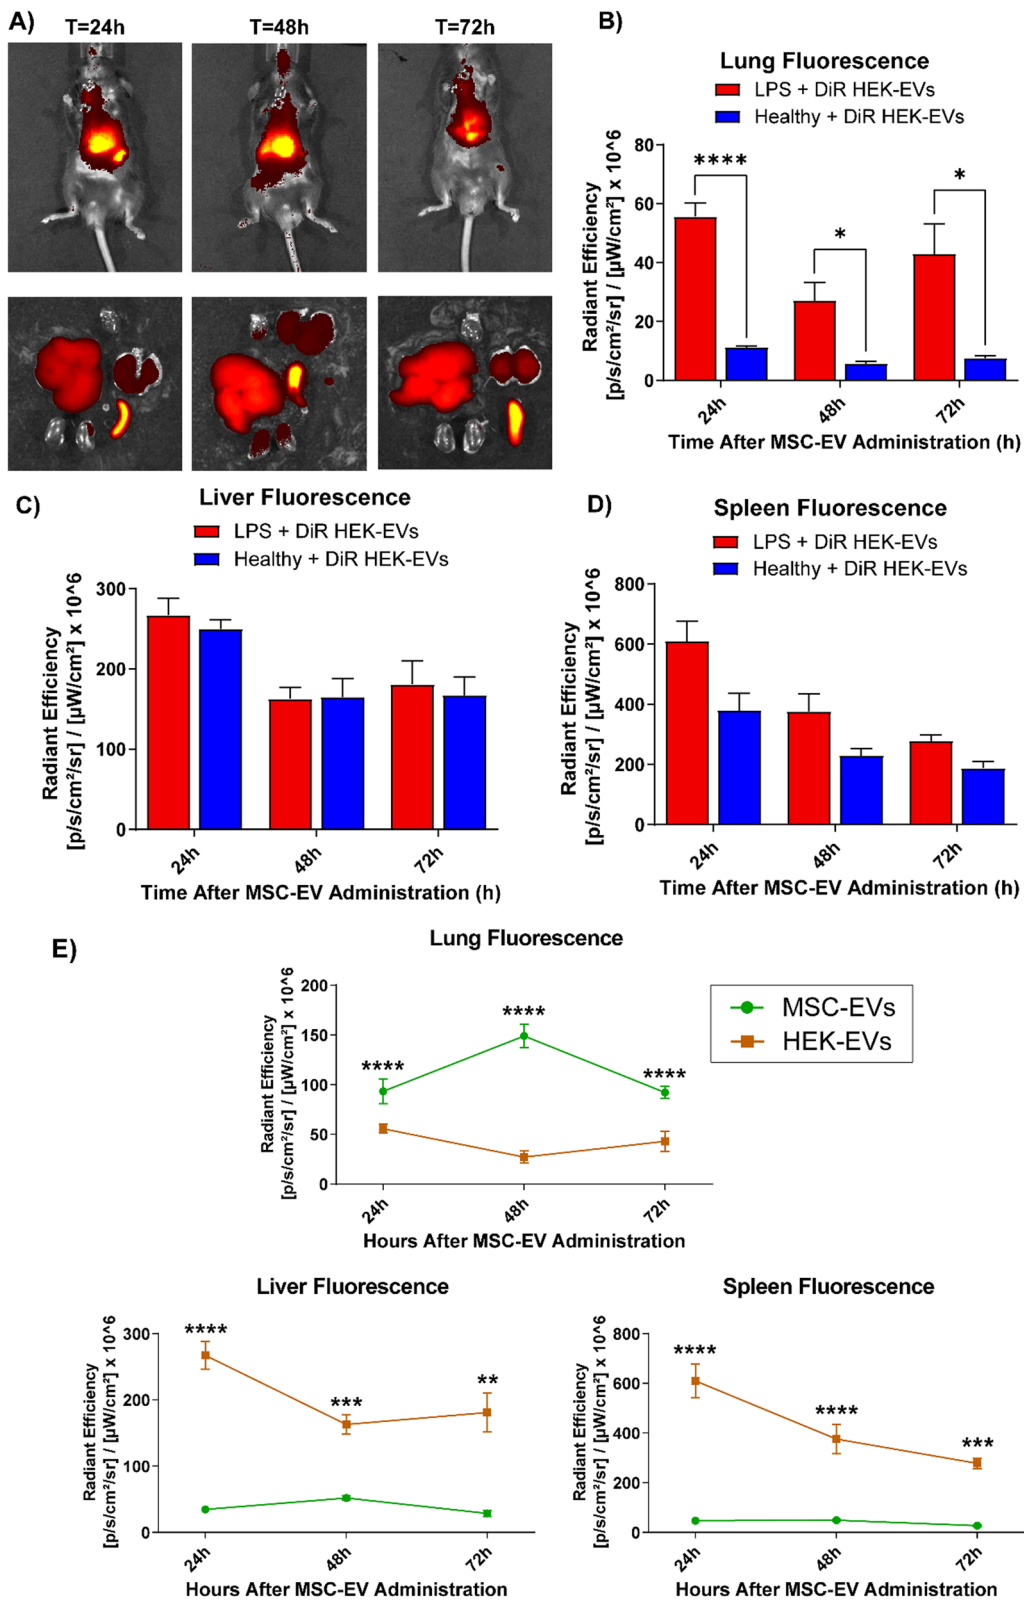 A)
T=24h
T=48h
T=72h
B)
Lung Fluorescence
LPS + DiR HEK-EVs
Healthy + DiR HEK-EVs
Radiant Efficiency
[p/s/cm²/sr] / [µW/cm²] x 10^6
80
60
40
20
0
****
*
*
24h
48h
72h
Time After MSC-EV Administration (h)
C)
Liver Fluorescence
LPS + DiR HEK-EVs
Healthy + DiR HEK-EVs
Radiant Efficiency
[p/s/cm²/sr] / [µW/cm²] x 10^6
300
200
100
0
24h
48h
72h
Time After MSC-EV Administration (h)
D)
Spleen Fluorescence
LPS + DiR HEK-EVs
Healthy + DiR HEK-EVs
Radiant Efficiency
[p/s/cm²/sr] / [µW/cm²] x 10^6
800
600
400
200
0
24h
48h
72h
Time After MSC-EV Administration (h)
E)
Lung Fluorescence
Radiant Efficiency
[p/s/cm²/sr] / [µW/cm²] x 10^6
200
150
100
50
0
****
****
****
24h
48h
72h
Hours After MSC-EV Administration
MSC-EVs
HEK-EVs
Liver Fluorescence
Radiant Efficiency
[p/s/cm²/sr] / [µW/cm²] x 10^6
300
200
100
0
****
***
**
24h
48h
72h
Hours After MSC-EV Administration
Spleen Fluorescence
Radiant Efficiency
[p/s/cm²/sr] / [µW/cm²] x 10^6
800
600
400
200
0
****
****
***
24h
48h
72h
Hours After MSC-EV Administration